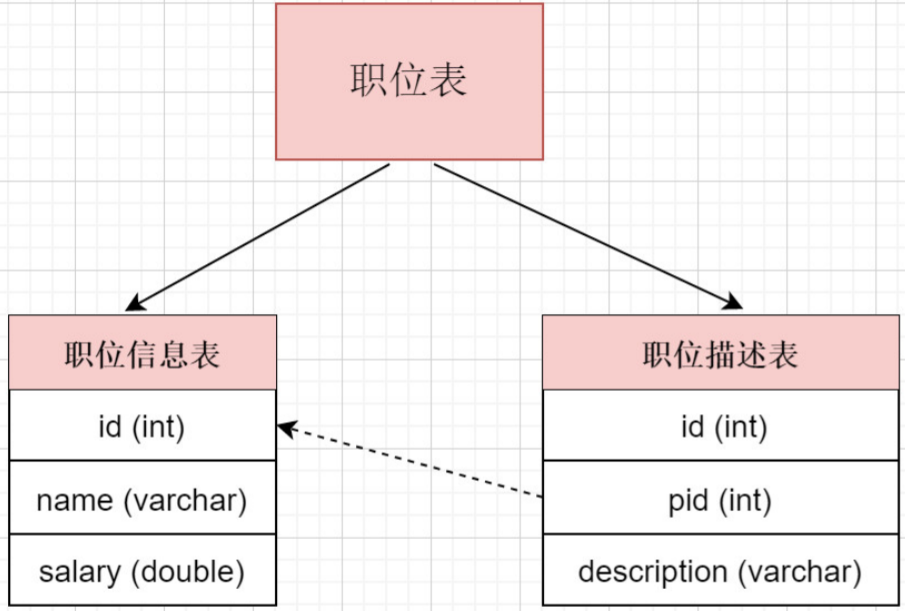 职位表
职位信息表
id (int)
name (varchar)
salary (double)
职位描述表
id (int)
pid (int)
description (varchar)